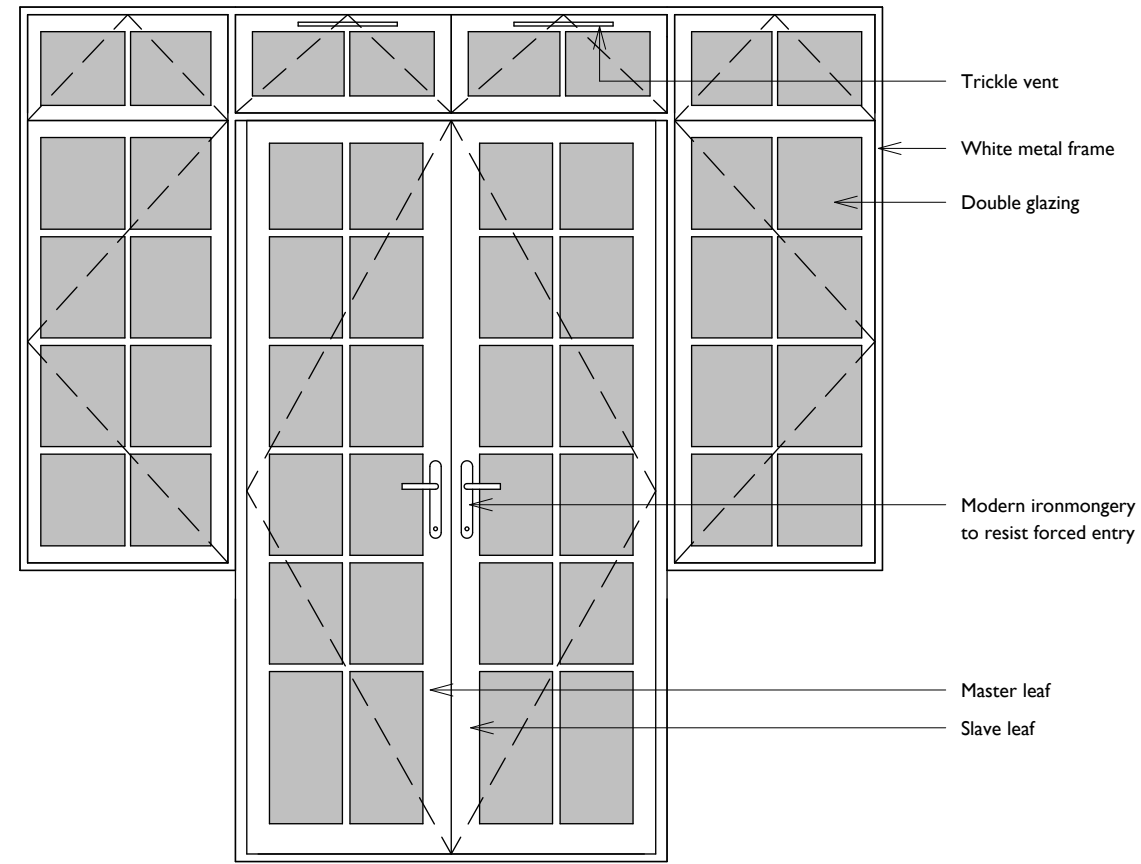 Trickle vent
White metal frame
Double glazing
Modern ironmongery
to resist forced entry
Master leaf
Slave leaf